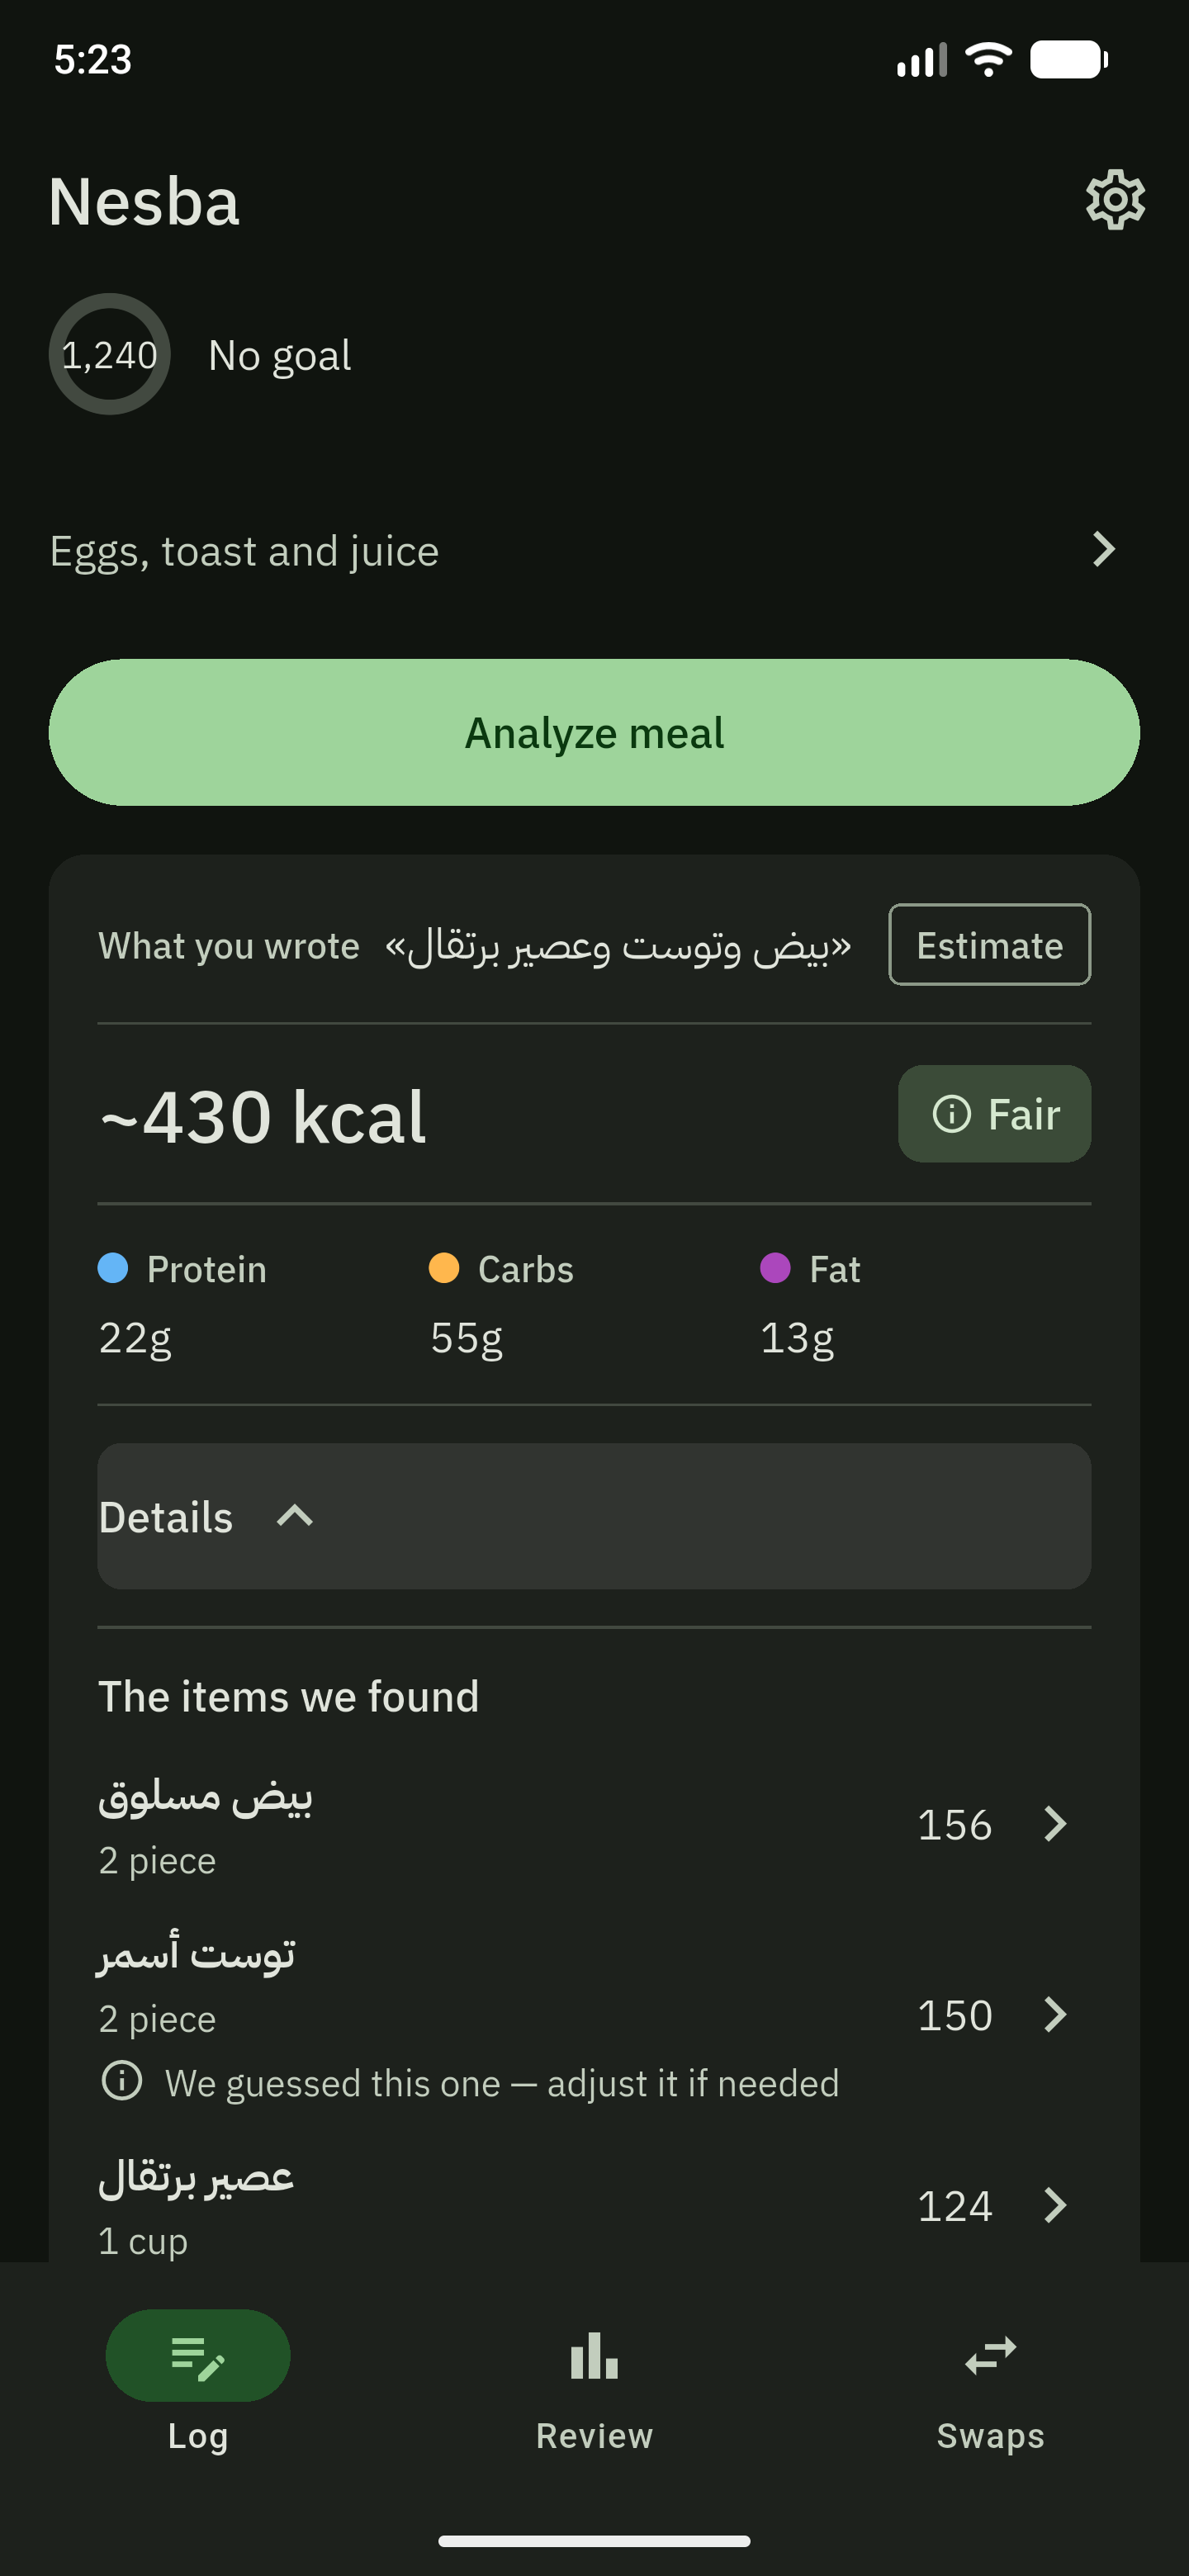 5:23
Nesba
1,240
No goal
Eggs, toast and juice
Analyze meal
What you wrote «بيض وتوست وعصير برتقال» Estimate
~430 kcal
Fair
Protein Carbs Fat
22g 55g 13g
Details
The items we found
بيض مسلوق
2 piece
156
توست أسمر
2 piece
150
We guessed this one — adjust it if needed
عصير برتقال
1 cup
124
Log Review Swaps